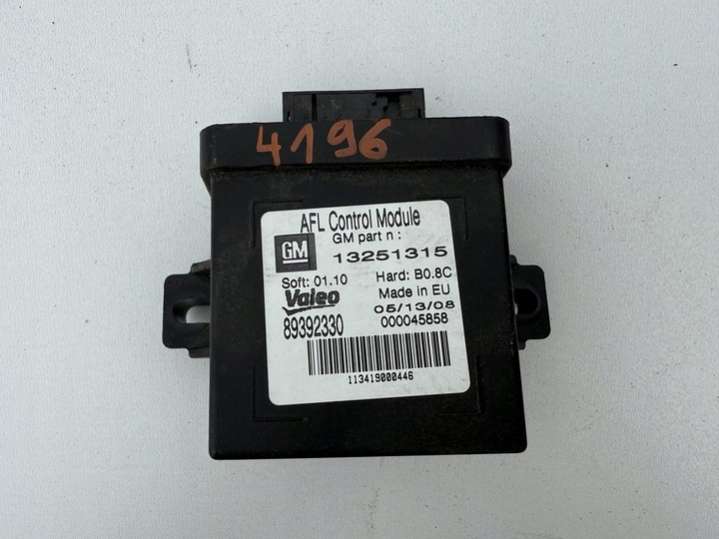 4196
AFL Control Module
GM
GM part n :
13251315
Soft: 01.10 Hard: B0.8C
Valeo Made in EU
05/13/08
89392330 000045858
113419000446